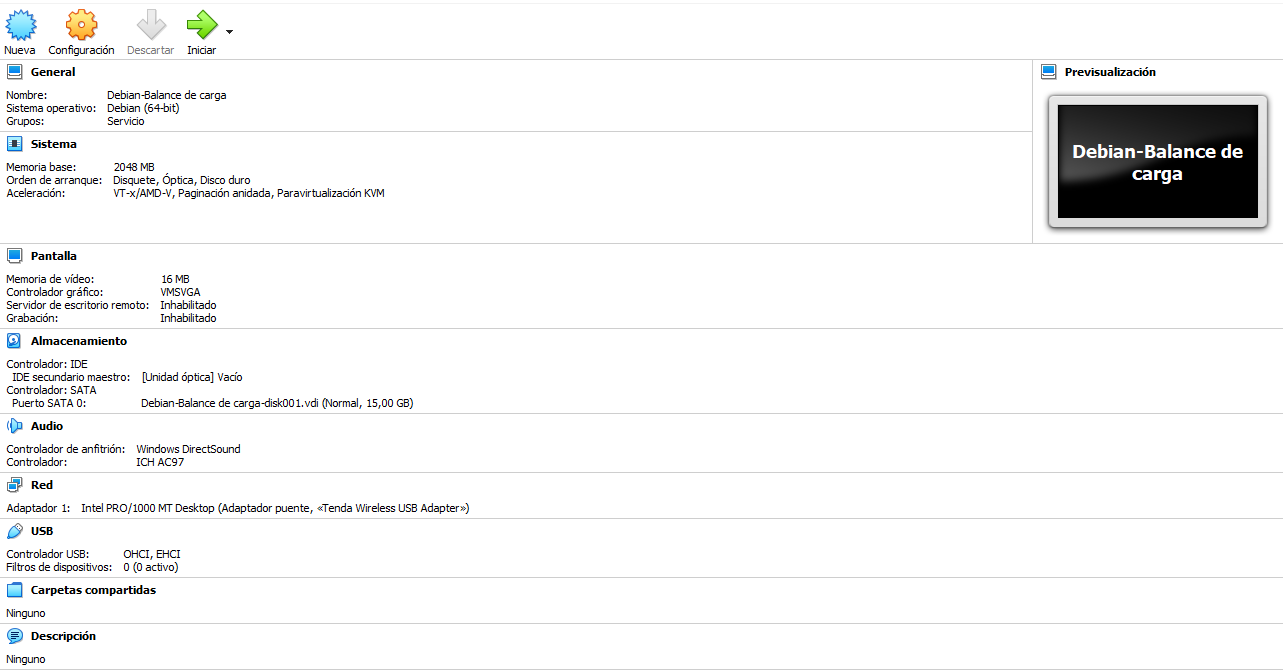 Nueva Configuración Descartar Iniciar
General
Nombre: Debian-Balance de carga
Sistema operativo: Debian (64-bit)
Grupos: Servicio
Previsualización
Debian-Balance de
carga
Sistema
Memoria base: 2048 MB
Orden de arranque: Disquete, Óptica, Disco duro
Aceleración: VT-x/AMD-V, Paginación anidada, Paravirtualización KVM
Pantalla
Memoria de vídeo: 16 MB
Controlador gráfico: VMSVGA
Servidor de escritorio remoto: Inhabilitado
Grabación: Inhabilitado
Almacenamiento
Controlador: IDE
IDE secundario maestro: [Unidad óptica] Vacío
Controlador: SATA
Puerto SATA 0: Debian-Balance de carga-disk001.vdi (Normal, 15,00 GB)
Audio
Controlador de anfitrión: Windows DirectSound
Controlador: ICH AC97
Red
Adaptador 1: Intel PRO/1000 MT Desktop (Adaptador puente, «Tenda Wireless USB Adapter»)
USB
Controlador USB: OHCI, EHCI
Filtros de dispositivos: 0 (0 activo)
Carpetas compartidas
Ninguno
Descripción
Ninguno